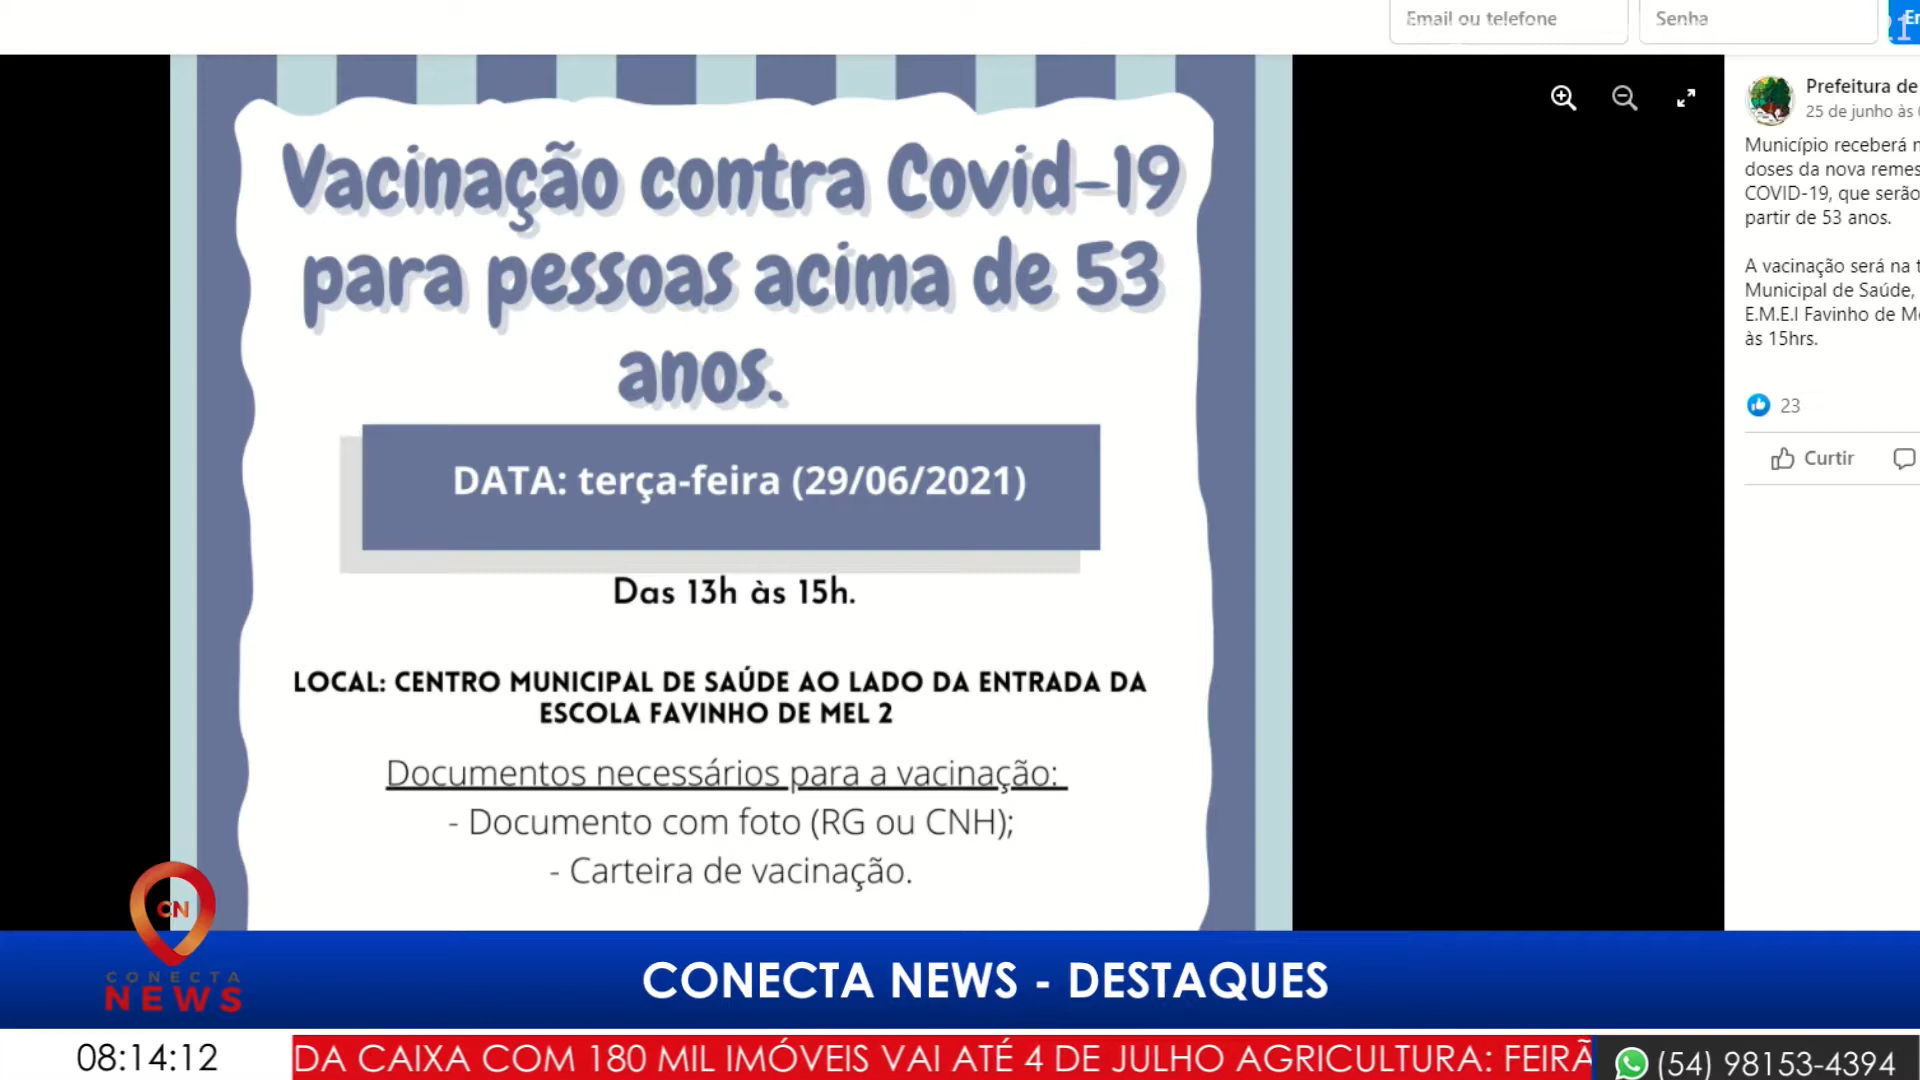 Email ou telefone
Senha
Vacinação contra Covid-19
para pessoas acima de 53
anos.
DATA: terça-feira (29/06/2021)
Das 13h às 15h.
LOCAL: CENTRO MUNICIPAL DE SAÚDE AO LADO DA ENTRADA DA
ESCOLA FAVINHO DE MEL 2
Documentos necessários para a vacinação:
- Documento com foto (RG ou CNH);
- Carteira de vacinação.
Prefeitura de
25 de junho às
Município receberá
doses da nova
COVID-19, que serão
partir de 53 anos.
A vacinação será na
Municipal de Saúde,
E.M.E.I Favinho de
às 15hrs.
23
Curtir
CN
CONECTA
NEWS
CONECTA NEWS - DESTAQUES
08:14:12
DA CAIXA COM 180 MIL IMÓVEIS VAI ATÉ 4 DE JULHO AGRICULTURA: FEIRÃ
(54) 98153-4394